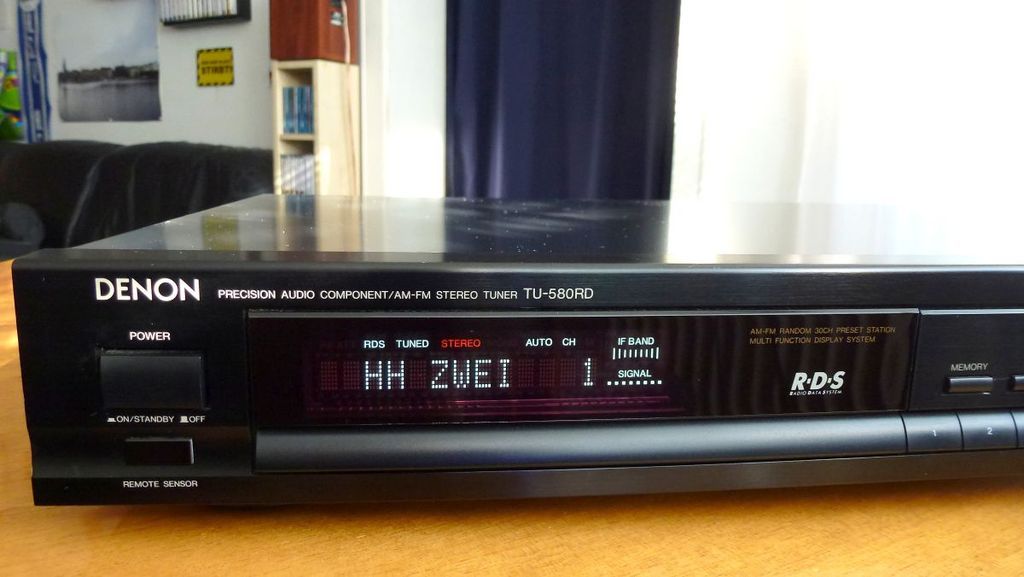 DENON PRECISION AUDIO COMPONENT/AM-FM STEREO TUNER TU-580RD
POWER
ON/STANDBY OFF
REMOTE SENSOR
RDS TUNED STEREO AUTO CH
HH ZWEI 1
IF BAND
SIGNAL
AM-FM RANDOM 30CH PRESET STATION
MULTI FUNCTION DISPLAY SYSTEM
R·D·S
RADIO DATA SYSTEM
MEMORY
1 2